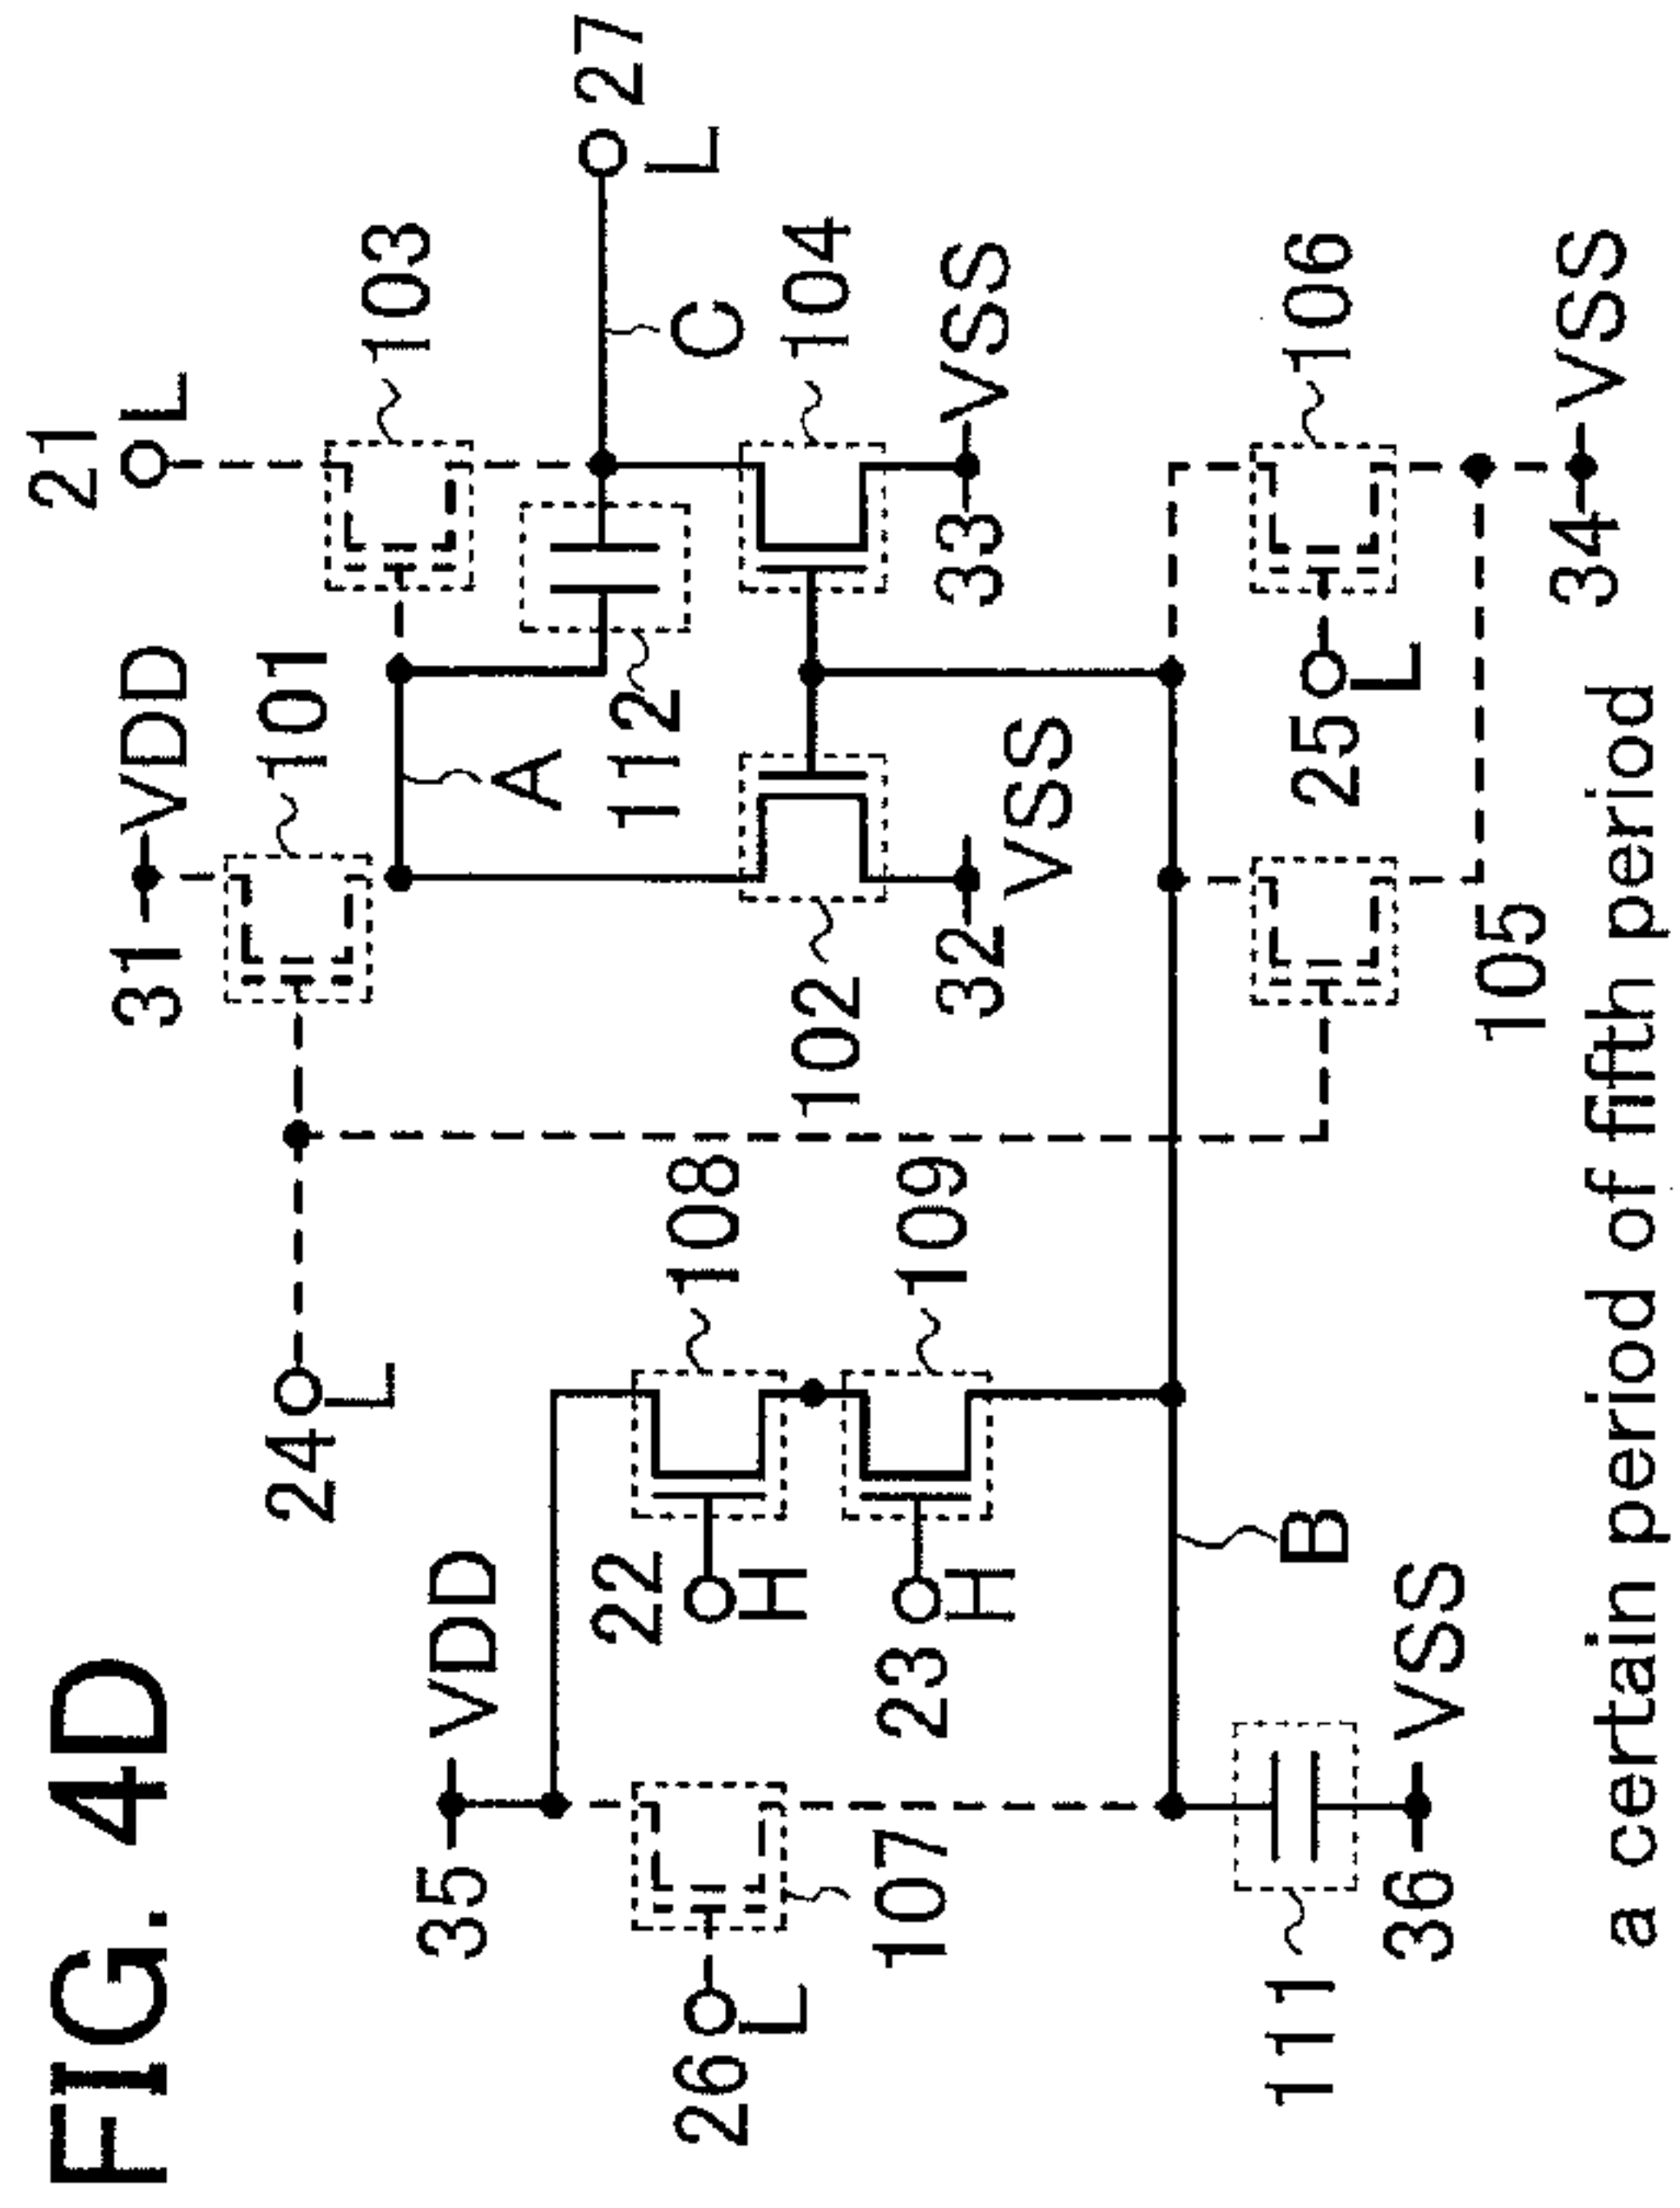 FIG. 4D
31 VDD
21
L
101
103
24
L
A
112
27
L
C
35 VDD
26
L
107
22
H
108
23
H
109
102
104
32
VSS
33
VSS
B
111
36 VSS
105
25
L
106
34 VSS
a certain period of fifth period